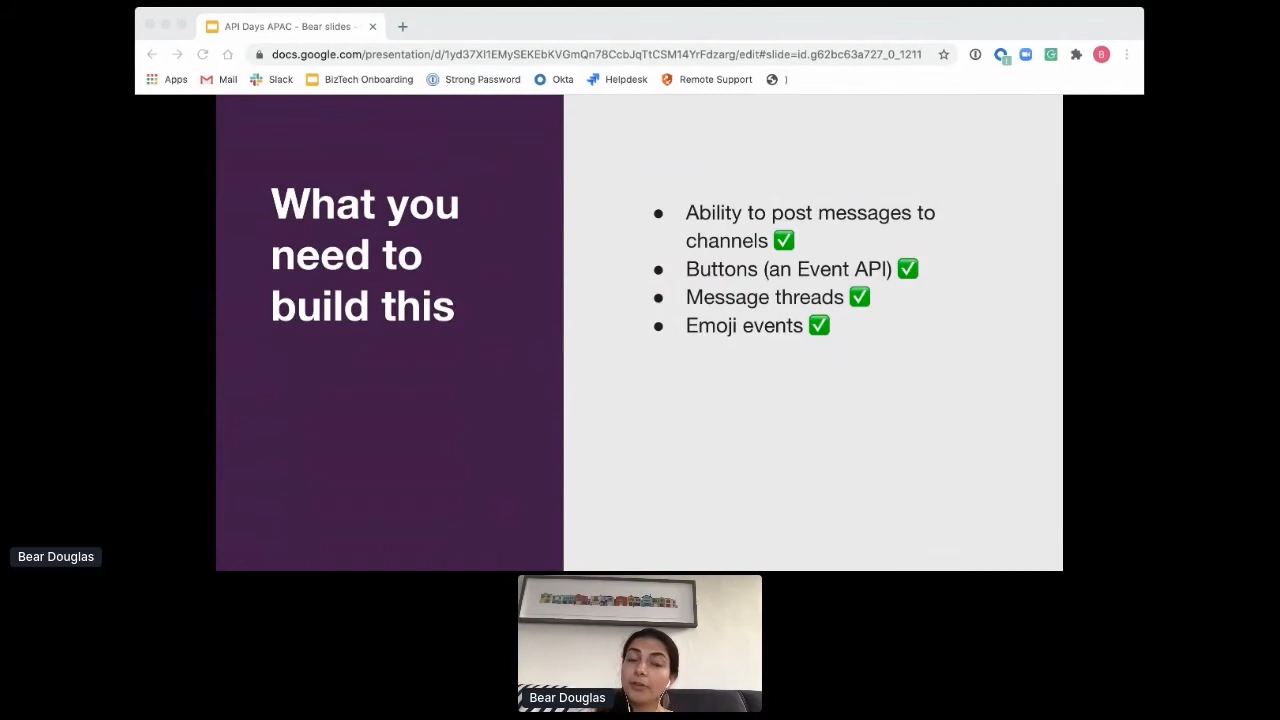 API Days APAC - Bear slides -
docs.google.com/presentation/d/1yd37Xl1EMySEKEbKVGmQn78CcbJqTtCSM14YrFdzarg/edit#slide=id.g62bc63a727_0_1211
Apps Mail Slack BizTech Onboarding Strong Password Okta Helpdesk Remote Support }
B
What you
need to
build this
● Ability to post messages to
channels ✅
● Buttons (an Event API) ✅
● Message threads ✅
● Emoji events ✅
Bear Douglas
Bear Douglas